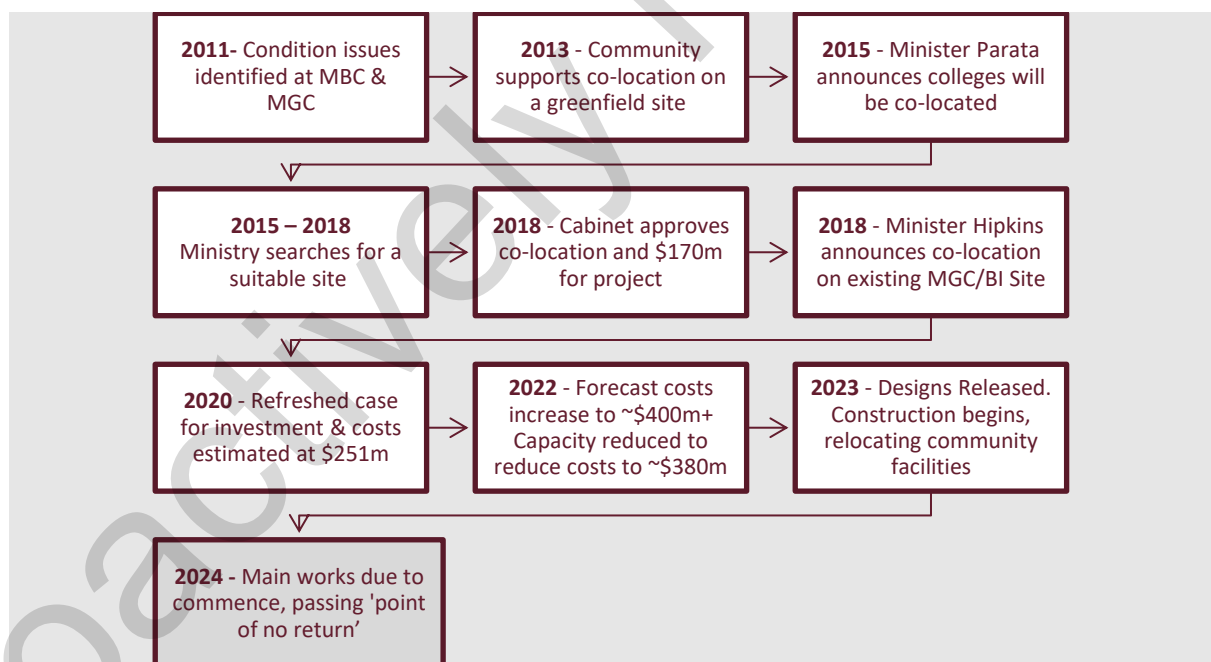 2011- Condition issues
identified at MBC &
MGC
2013 - Community
supports co-location on
a greenfield site
2015 - Minister Parata
announces colleges will
be co-located
2015 – 2018
Ministry searches for a
suitable site
2018 - Cabinet approves
co-location and $170m
for project
2018 - Minister Hipkins
announces co-location
on existing MGC/BI Site
2020 - Refreshed case
for investment & costs
estimated at $251m
2022 - Forecast costs
increase to ~$400m+
Capacity reduced to
reduce costs to ~$380m
2023 - Designs Released.
Construction begins,
relocating community
facilities
2024 - Main works due to
commence, passing 'point
of no return’